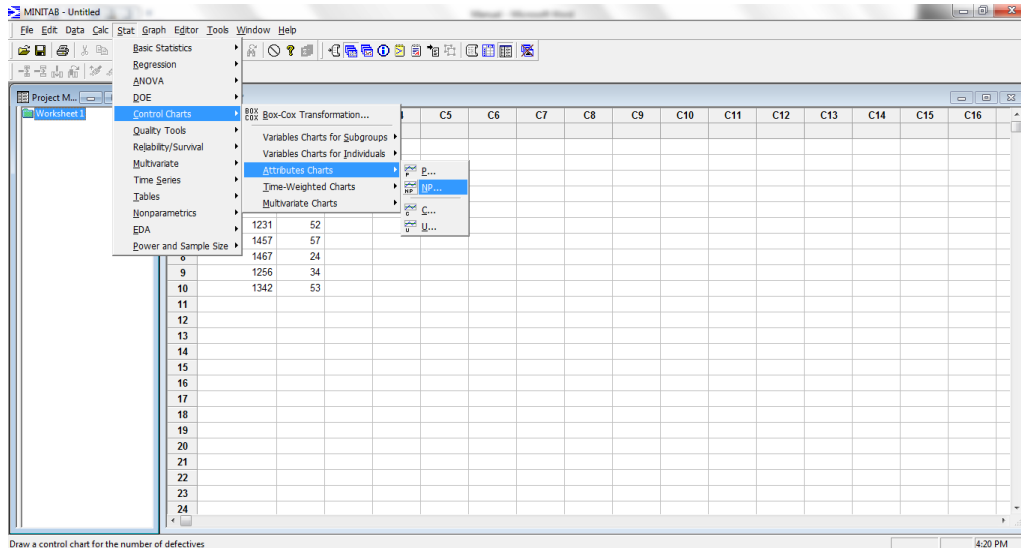 MINITAB - Untitled
File Edit Data Calc Stat Graph Editor Tools Window Help
Project M...
Worksheet 1
Basic Statistics
Regression
ANOVA
DOE
Control Charts
Quality Tools
Reliability/Survival
Multivariate
Time Series
Tables
Nonparametrics
EDA
Power and Sample Size
BOX COX Box-Cox Transformation...
Variables Charts for Subgroups
Variables Charts for Individuals
Attributes Charts
Time-Weighted Charts
Multivariate Charts
P P...
NP NP...
C C...
U U...
C5 C6 C7 C8 C9 C10 C11 C12 C13 C14 C15 C16
1231 52
1457 57
8 1467 24
9 1256 34
10 1342 53
11
12
13
14
15
16
17
18
19
20
21
22
23
24
Draw a control chart for the number of defectives
4:20 PM